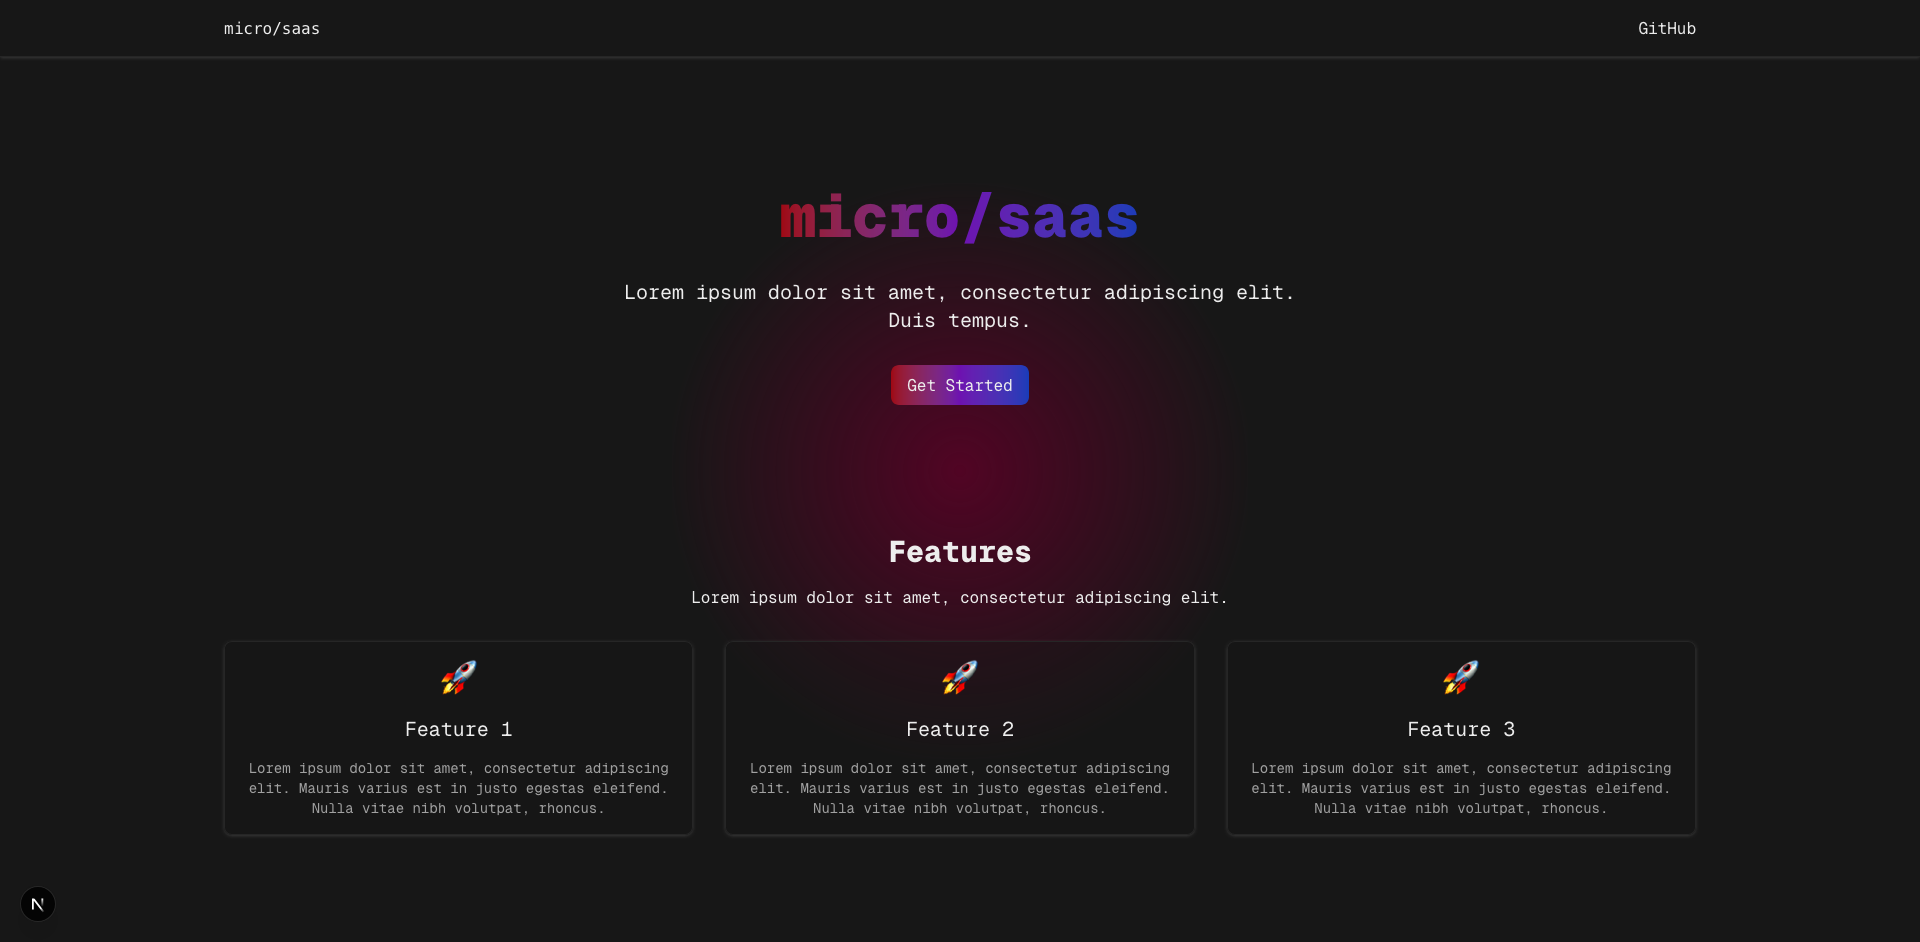 micro/saas
GitHub
micro/saas
Lorem ipsum dolor sit amet, consectetur adipiscing elit.
Duis tempus.
Get Started
Features
Lorem ipsum dolor sit amet, consectetur adipiscing elit.
Feature 1
Lorem ipsum dolor sit amet, consectetur adipiscing
elit. Mauris varius est in justo egestas eleifend.
Nulla vitae nibh volutpat, rhoncus.
Feature 2
Lorem ipsum dolor sit amet, consectetur adipiscing
elit. Mauris varius est in justo egestas eleifend.
Nulla vitae nibh volutpat, rhoncus.
Feature 3
Lorem ipsum dolor sit amet, consectetur adipiscing
elit. Mauris varius est in justo egestas eleifend.
Nulla vitae nibh volutpat, rhoncus.
N